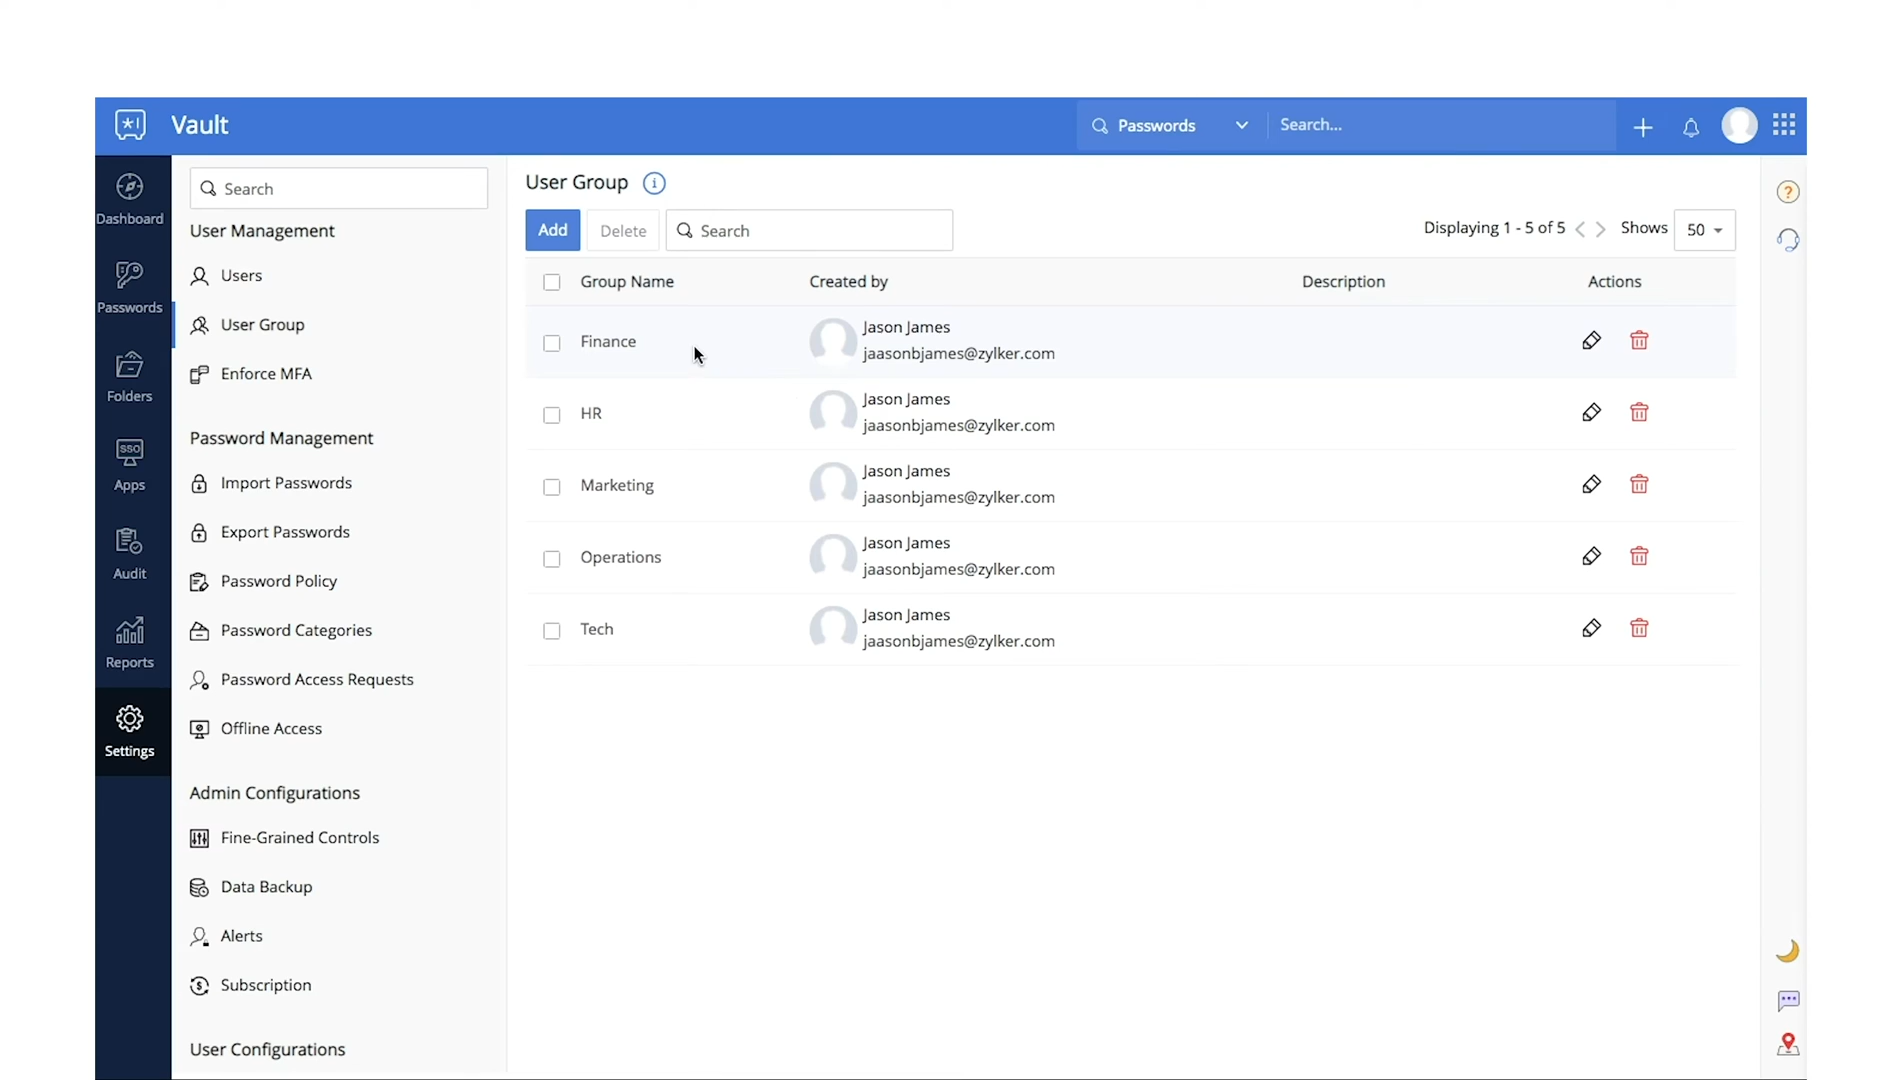 Vault
Passwords
Search...
Dashboard
Passwords
Folders
SSO
Apps
Audit
Reports
Settings
Search
User Management
Users
User Group
Enforce MFA
Password Management
Import Passwords
Export Passwords
Password Policy
Password Categories
Password Access Requests
Offline Access
Admin Configurations
Fine-Grained Controls
Data Backup
Alerts
Subscription
User Configurations
User Group
Add
Delete
Search
Displaying 1 - 5 of 5
Shows
50
Group Name
Created by
Description
Actions
Finance
Jason James
jaasonbjames@zylker.com
HR
Jason James
jaasonbjames@zylker.com
Marketing
Jason James
jaasonbjames@zylker.com
Operations
Jason James
jaasonbjames@zylker.com
Tech
Jason James
jaasonbjames@zylker.com